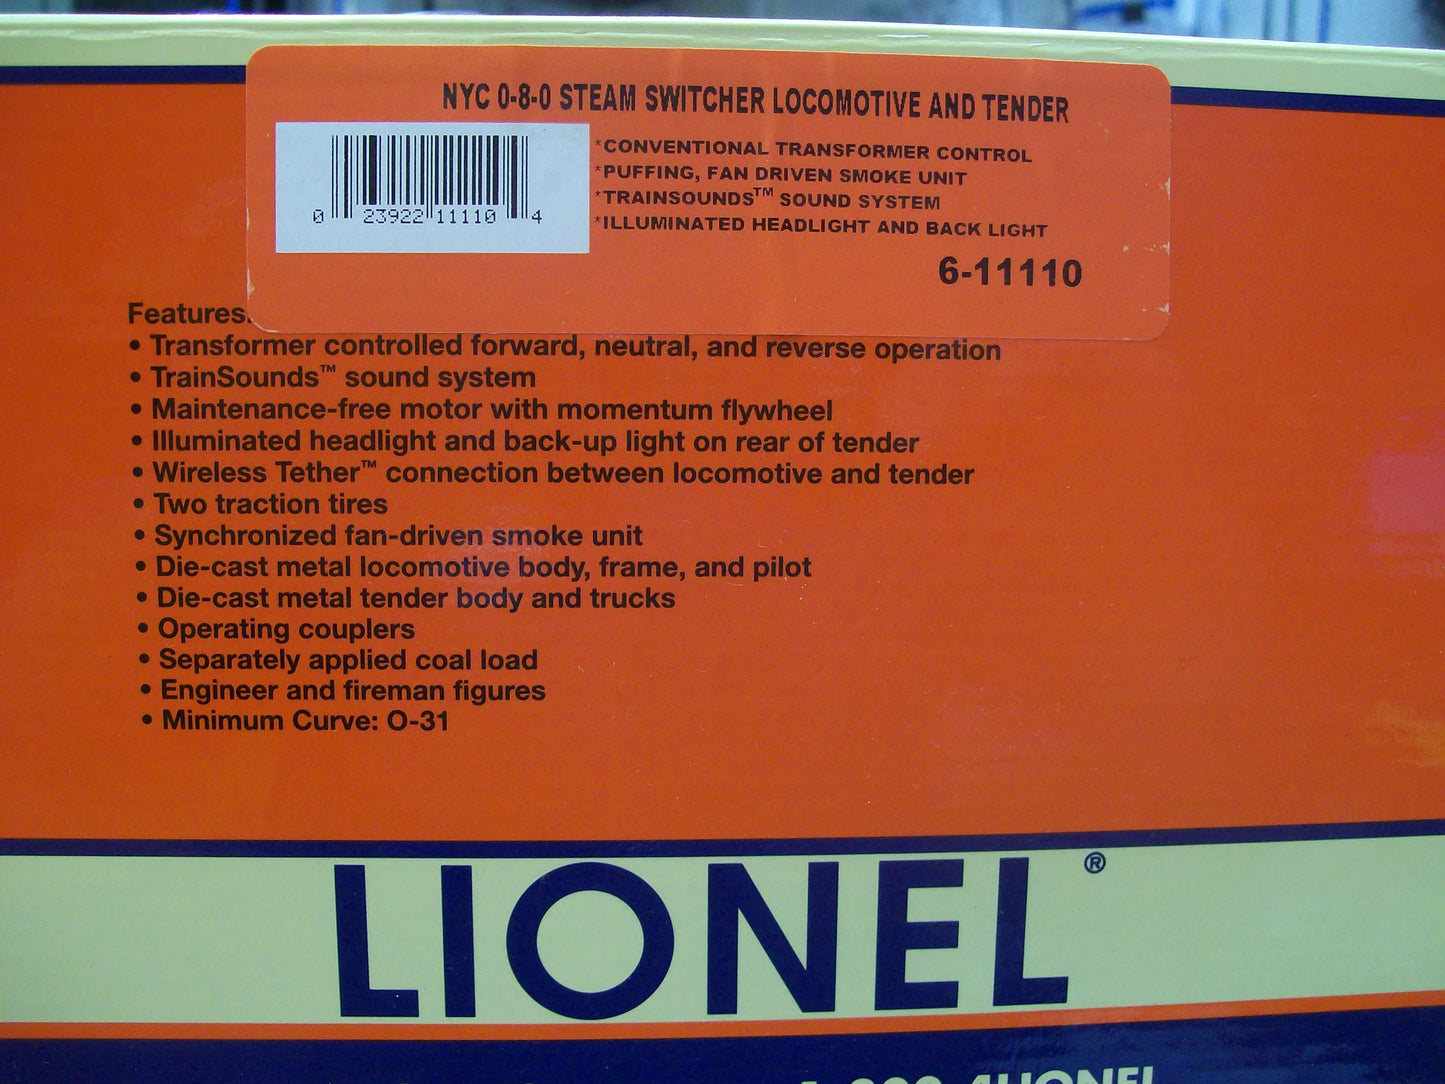 NYC 0-8-0 STEAM SWITCHER LOCOMOTIVE AND TENDER
*CONVENTIONAL TRANSFORMER CONTROL
*PUFFING, FAN DRIVEN SMOKE UNIT
*TRAINSOUNDS™ SOUND SYSTEM
*ILLUMINATED HEADLIGHT AND BACK LIGHT
0 23922 11110 4
6-11110
Features:
• Transformer controlled forward, neutral, and reverse operation
• TrainSounds™ sound system
• Maintenance-free motor with momentum flywheel
• Illuminated headlight and back-up light on rear of tender
• Wireless Tether™ connection between locomotive and tender
• Two traction tires
• Synchronized fan-driven smoke unit
• Die-cast metal locomotive body, frame, and pilot
• Die-cast metal tender body and trucks
• Operating couplers
• Separately applied coal load
• Engineer and fireman figures
• Minimum Curve: O-31
LIONEL®
4LIONEL